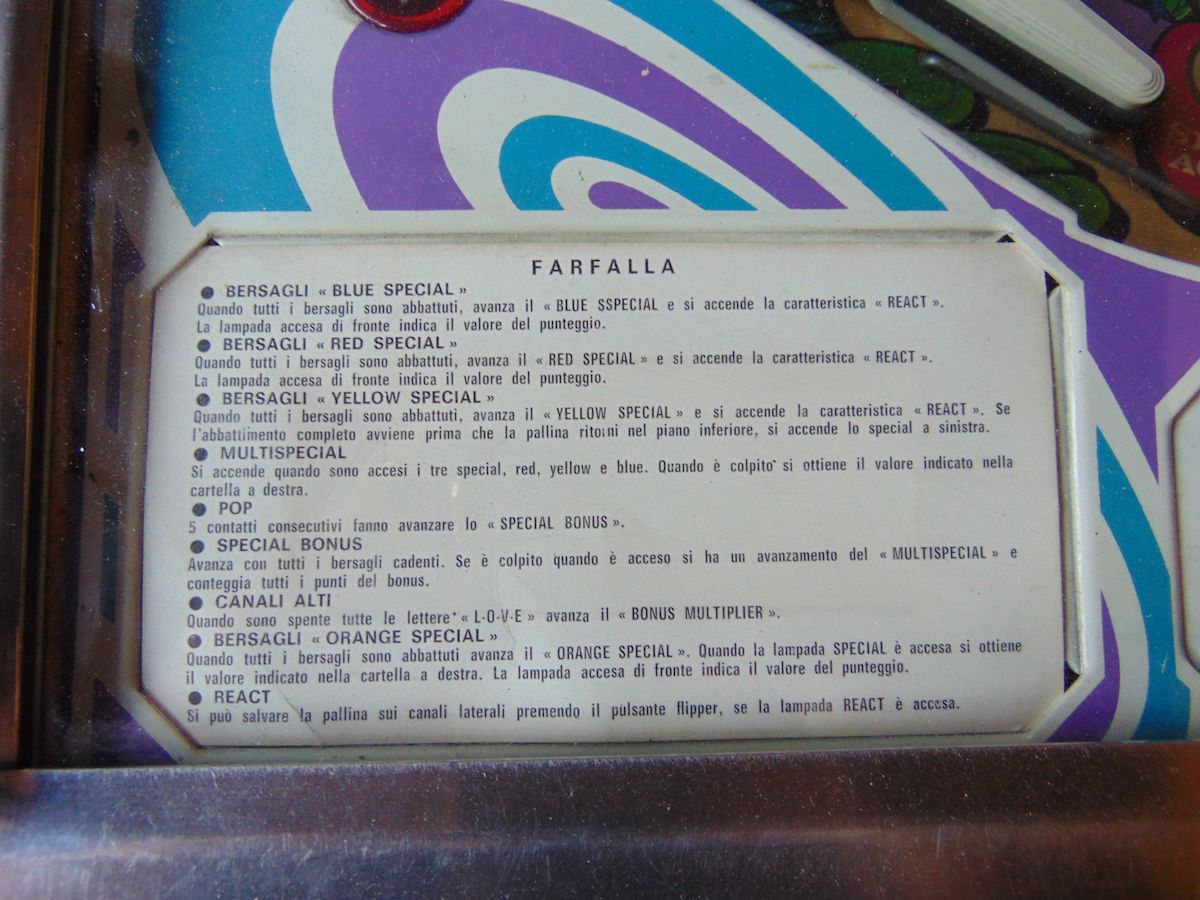 FARFALLA
● BERSAGLI « BLUE SPECIAL »
Quando tutti i bersagli sono abbattuti, avanza il « BLUE SSPECIAL e si accende la caratteristica « REACT ».
La lampada accesa di fronte indica il valore del punteggio.
● BERSAGLI « RED SPECIAL »
Quando tutti i bersagli sono abbattuti, avanza il « RED SPECIAL » e si accende la caratteristica « REACT ».
La lampada accesa di fronte indica il valore del punteggio.
● BERSAGLI « YELLOW SPECIAL »
Quando tutti i bersagli sono abbattuti, avanza il « YELLOW SPECIAL » e si accende la caratteristica « REACT ». Se
l'abbattimento completo avviene prima che la pallina ritorni nel piano inferiore, si accende lo special a sinistra.
● MULTISPECIAL
Si accende quando sono accesi i tre special, red, yellow e blue. Quando è colpito si ottiene il valore indicato nella
cartella a destra.
● POP
5 contatti consecutivi fanno avanzare lo « SPECIAL BONUS ».
● SPECIAL BONUS
Avanza con tutti i bersagli cadenti. Se è colpito quando è acceso si ha un avanzamento del « MULTISPECIAL » e
conteggia tutti i punti del bonus.
● CANALI ALTI
Quando sono spente tutte le lettere « L-O-V-E » avanza il « BONUS MULTIPLIER ».
● BERSAGLI « ORANGE SPECIAL »
Quando tutti i bersagli sono abbattuti avanza il « ORANGE SPECIAL ». Quando la lampada SPECIAL è accesa si ottiene
il valore indicato nella cartella a destra. La lampada accesa di fronte indica il valore del punteggio.
● REACT
Si può salvare la pallina sui canali laterali premendo il pulsante flipper, se la lampada REACT è accesa.